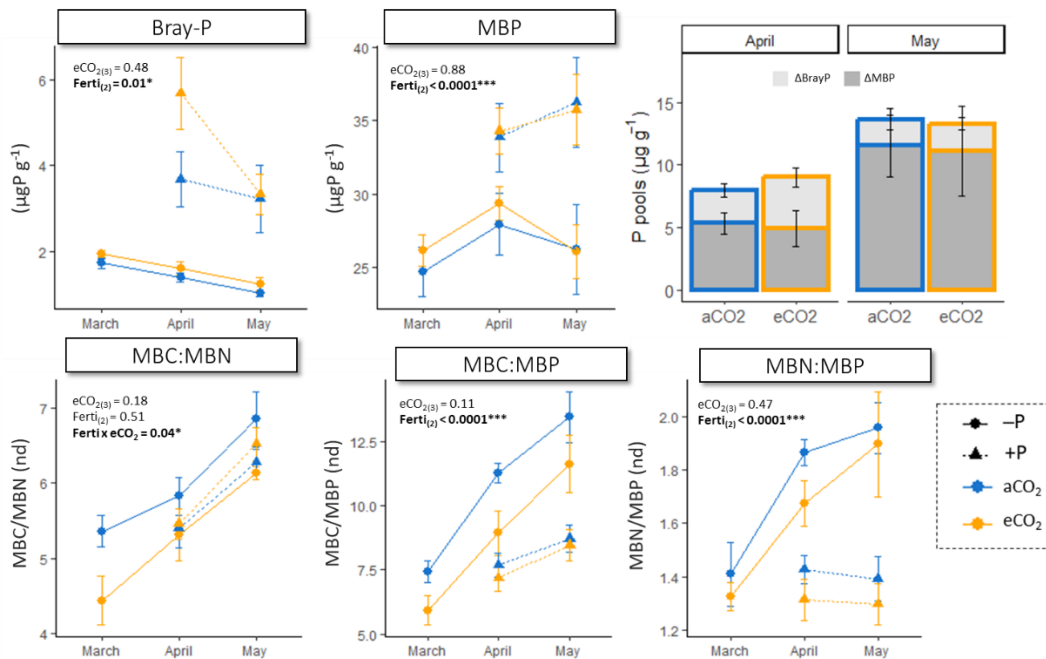 Bray-P
eCO2(3) = 0.48
Ferti(2) = 0.01*
(µgP g⁻¹)
6
4
2
March April May
MBP
eCO2(3) = 0.88
Ferti(2) < 0.0001***
(µgP g⁻¹)
40
35
30
25
March April May
April May
ΔBrayP ΔMBP
P pools (µg g⁻¹)
15
10
5
0
aCO2 eCO2 aCO2 eCO2
MBC:MBN
eCO2(3) = 0.18
Ferti(2) = 0.51
Ferti x eCO2 = 0.04*
MBC/MBN (nd)
7
6
5
4
March April May
MBC:MBP
eCO2(3) = 0.11
Ferti(2) < 0.0001***
MBC/MBP (nd)
12.5
10.0
7.5
5.0
March April May
MBN:MBP
eCO2(3) = 0.47
Ferti(2) < 0.0001***
MBN/MBP (nd)
2.0
1.8
1.6
1.4
1.2
March April May
–P
+P
aCO2
eCO2